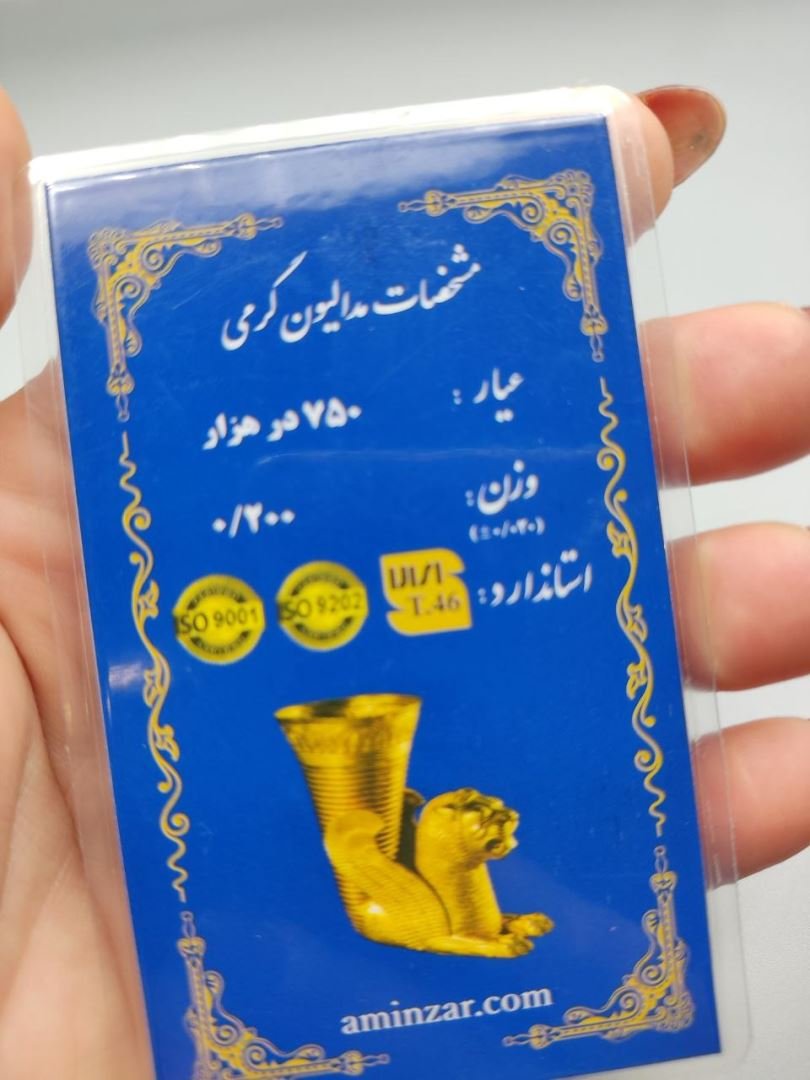 مشخصات مدالیون گرمی
عیار : ۷۵۰ در هزار
وزن : ۰/۲۰۰
(±۰/۰۲۰)
استاندارد : T.46 ISO 9202 ISO 9001
aminzar.com